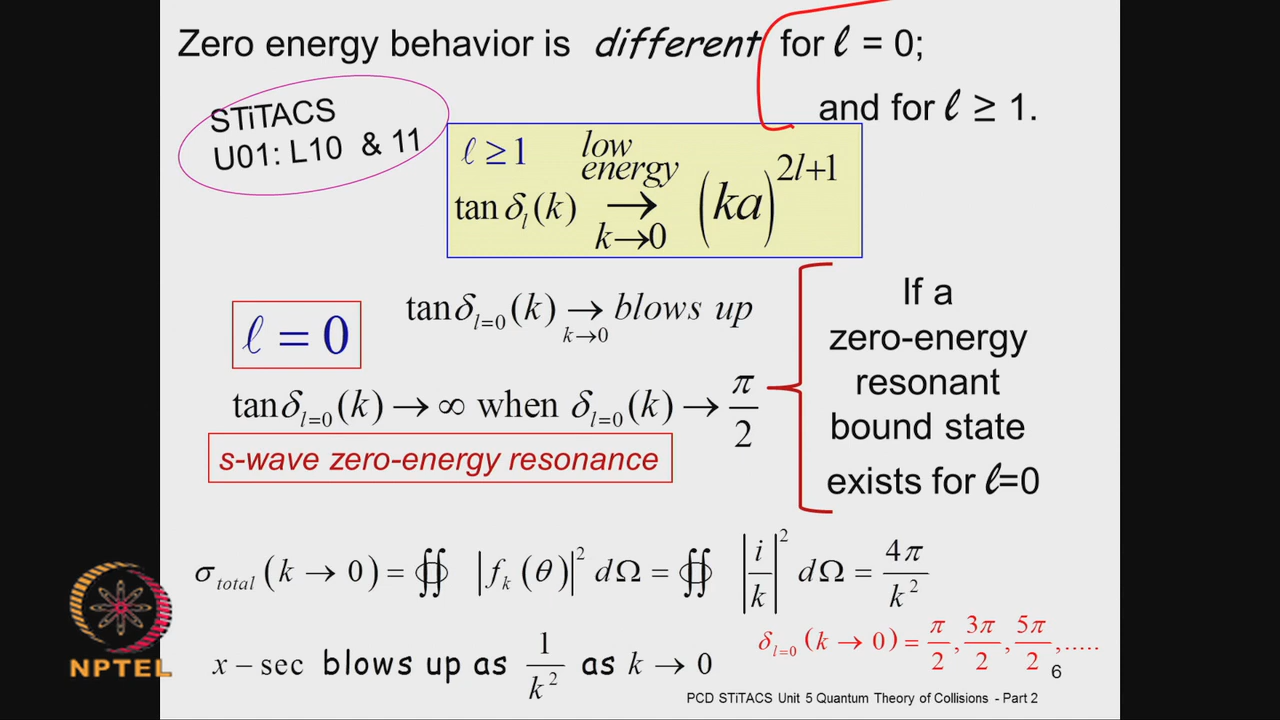 Zero energy behavior is different for ℓ = 0;
and for ℓ ≥ 1.
STiTACS
U01: L10 & 11
ℓ ≥ 1 low energy
tan δ_l(k) → (ka)^{2l+1}
k→0
tan δ_{l=0}(k) → blows up
k→0
ℓ = 0
tan δ_{l=0}(k) → ∞ when δ_{l=0}(k) → π/2
s-wave zero-energy resonance
If a
zero-energy
resonant
bound state
exists for ℓ=0
σ_{total}(k → 0) = ∯ |f_k(θ)|² dΩ = ∯ |i/k|² dΩ = 4π/k²
δ_{l=0}(k → 0) = π/2, 3π/2, 5π/2, .....
x – sec blows up as 1/k² as k → 0
NPTEL
6
PCD STiTACS Unit 5 Quantum Theory of Collisions - Part 2